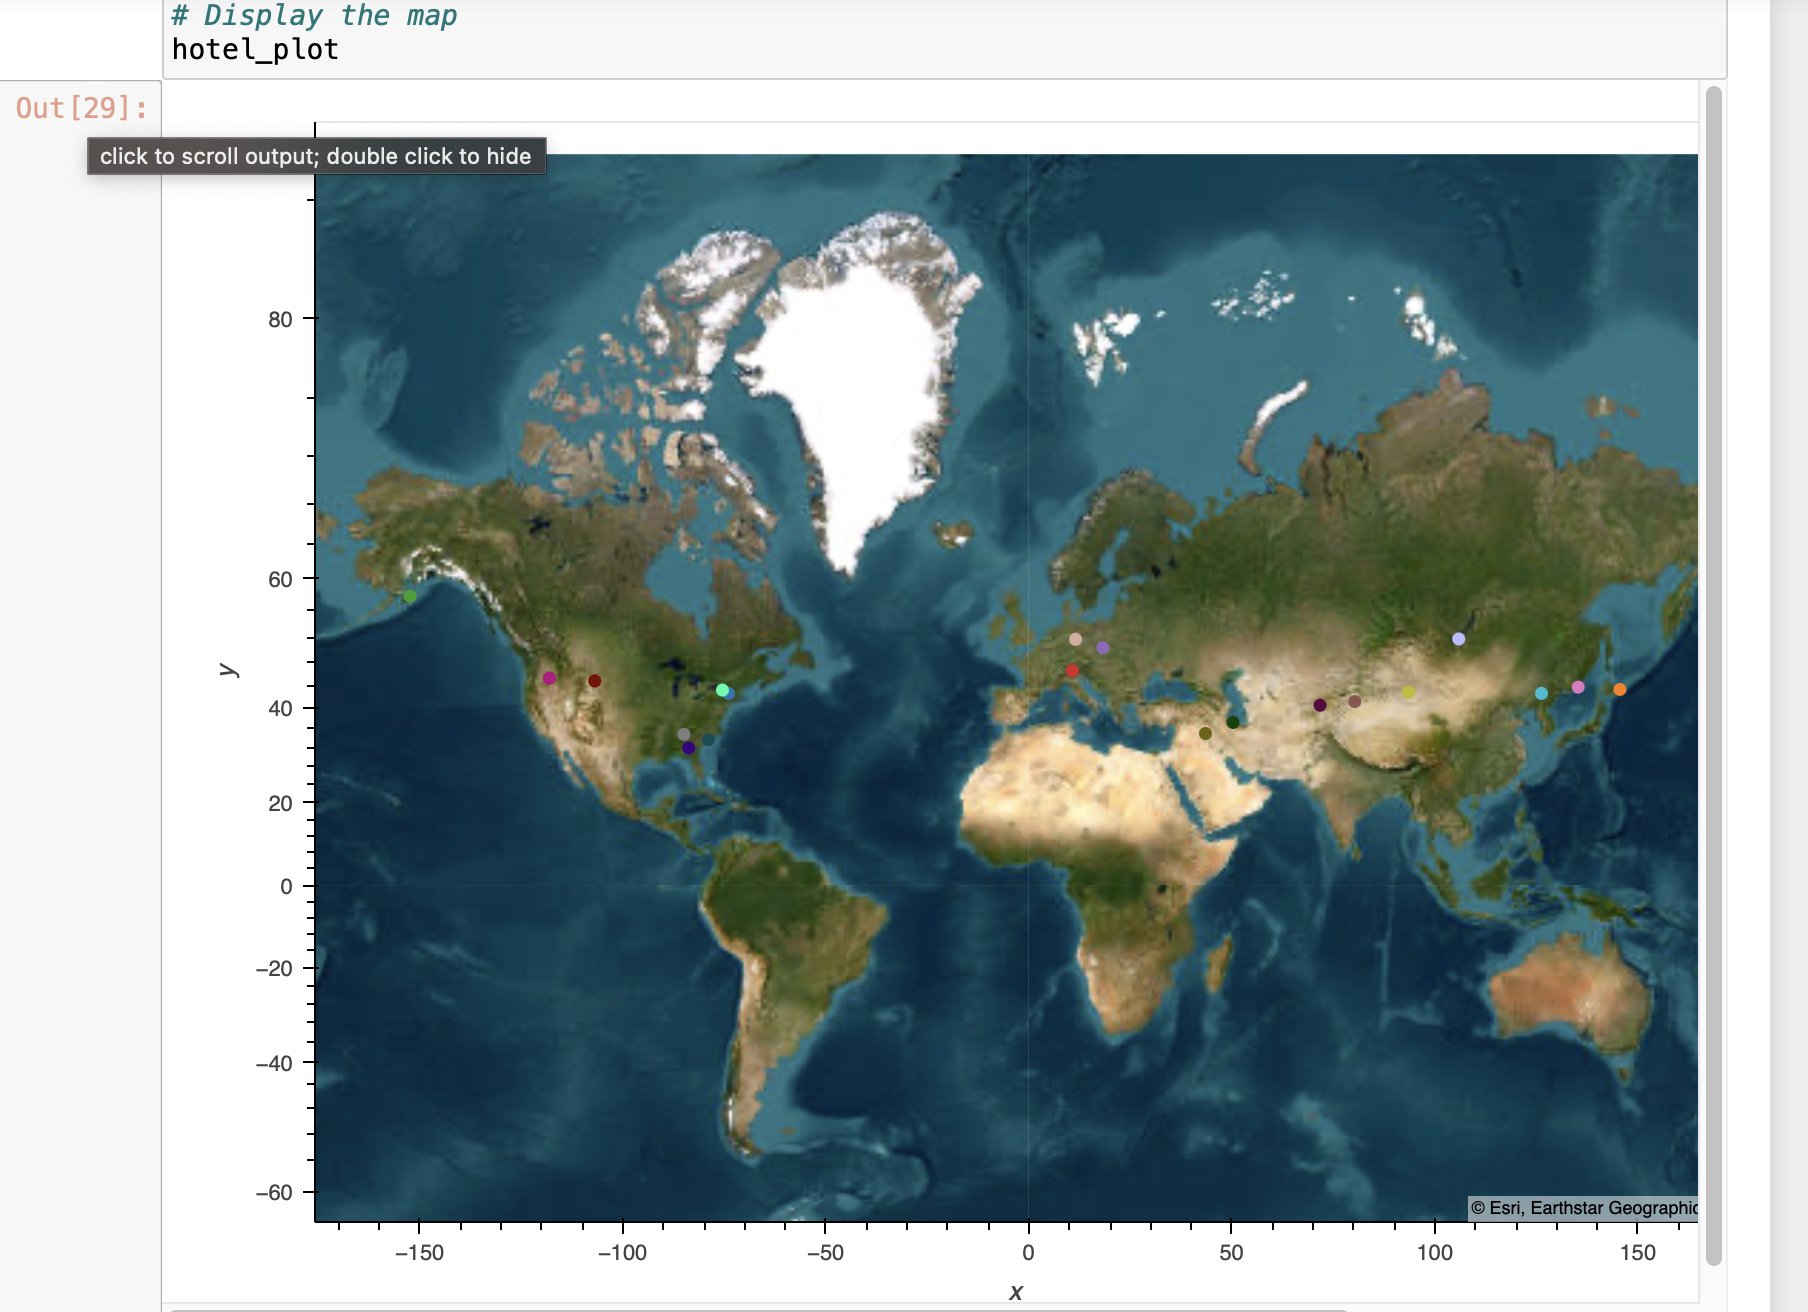 # Display the map
hotel_plot
Out[29]:
click to scroll output; double click to hide
80
60
40
20
0
−20
−40
−60
y
−150
−100
−50
0
50
100
150
x
© Esri, Earthstar Geographic